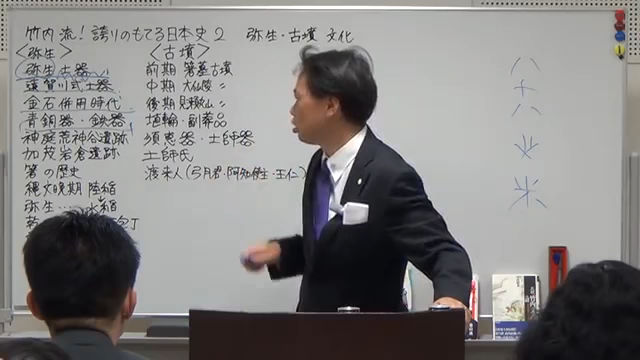 竹内流!誇りのもてる日本史2 弥生・古墳 文化
<弥生>
弥生土器
遠賀川式土器
金石併用時代
青銅器・鉄器
神庭荒神谷遺跡
加茂岩倉遺跡
箸の歴史
縄文晩期 陸稲
弥生…水稲
包丁
<古墳>
前期 箸墓古墳
中期 大仙陵 〃
後期 見瀬丸山 〃
埴輪・副葬品
須恵器・土師器
土師氏
渡来人(弓月君・阿知使主・王仁)
八
十
八
米